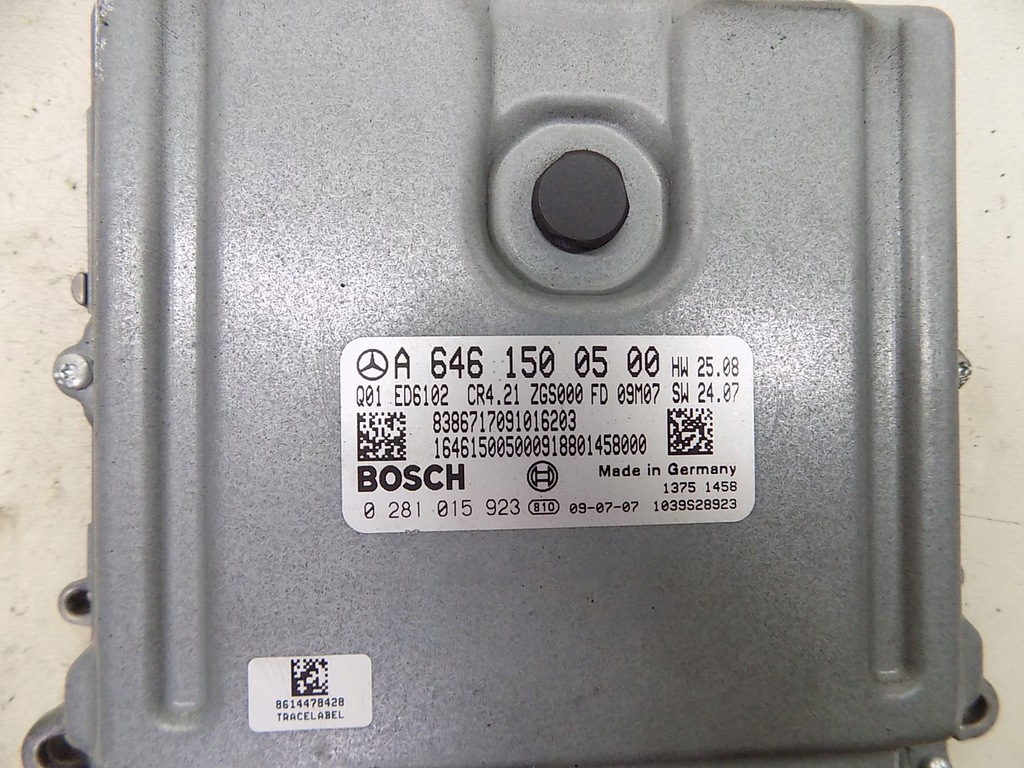 A 646 150 05 00 HW 25.08
Q01 ED6102 CR4.21 ZGS000 FD 09M07 SW 24.07
8386717091016203
164615005000918801458000
BOSCH Made in Germany
1375 1458
0 281 015 923 810 09-07-07 1039S28923
8614478428
TRACELABEL